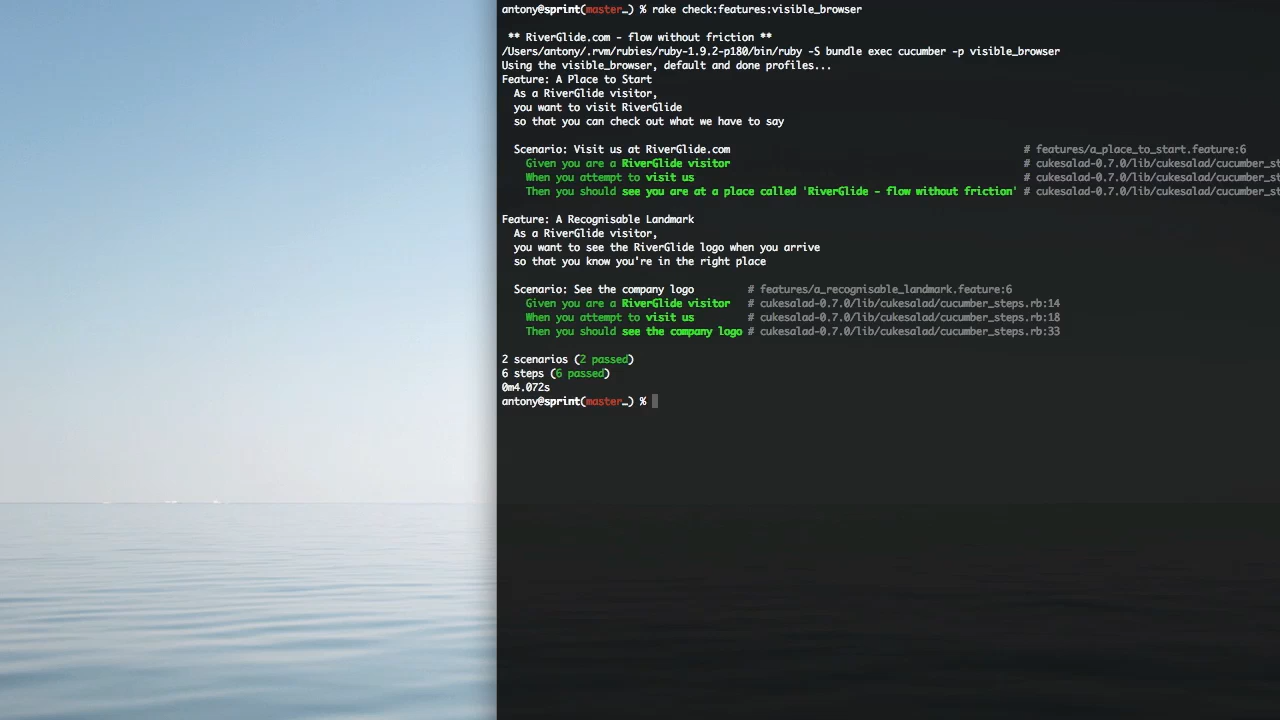 antony@sprint(master…) % rake check:features:visible_browser
** RiverGlide.com - flow without friction **
/Users/antony/.rvm/rubies/ruby-1.9.2-p180/bin/ruby -S bundle exec cucumber -p visible_browser
Using the visible_browser, default and done profiles...
Feature: A Place to Start
As a RiverGlide visitor,
you want to visit RiverGlide
so that you can check out what we have to say
Scenario: Visit us at RiverGlide.com # features/a_place_to_start.feature:6
Given you are a RiverGlide visitor # cukesalad-0.7.0/lib/cukesalad/cucumber_st
When you attempt to visit us # cukesalad-0.7.0/lib/cukesalad/cucumber_st
Then you should see you are at a place called 'RiverGlide - flow without friction' # cukesalad-0.7.0/lib/cukesalad/cucumber_st
Feature: A Recognisable Landmark
As a RiverGlide visitor,
you want to see the RiverGlide logo when you arrive
so that you know you're in the right place
Scenario: See the company logo # features/a_recognisable_landmark.feature:6
Given you are a RiverGlide visitor # cukesalad-0.7.0/lib/cukesalad/cucumber_steps.rb:14
When you attempt to visit us # cukesalad-0.7.0/lib/cukesalad/cucumber_steps.rb:18
Then you should see the company logo # cukesalad-0.7.0/lib/cukesalad/cucumber_steps.rb:33
2 scenarios (2 passed)
6 steps (6 passed)
0m4.072s
antony@sprint(master…) %